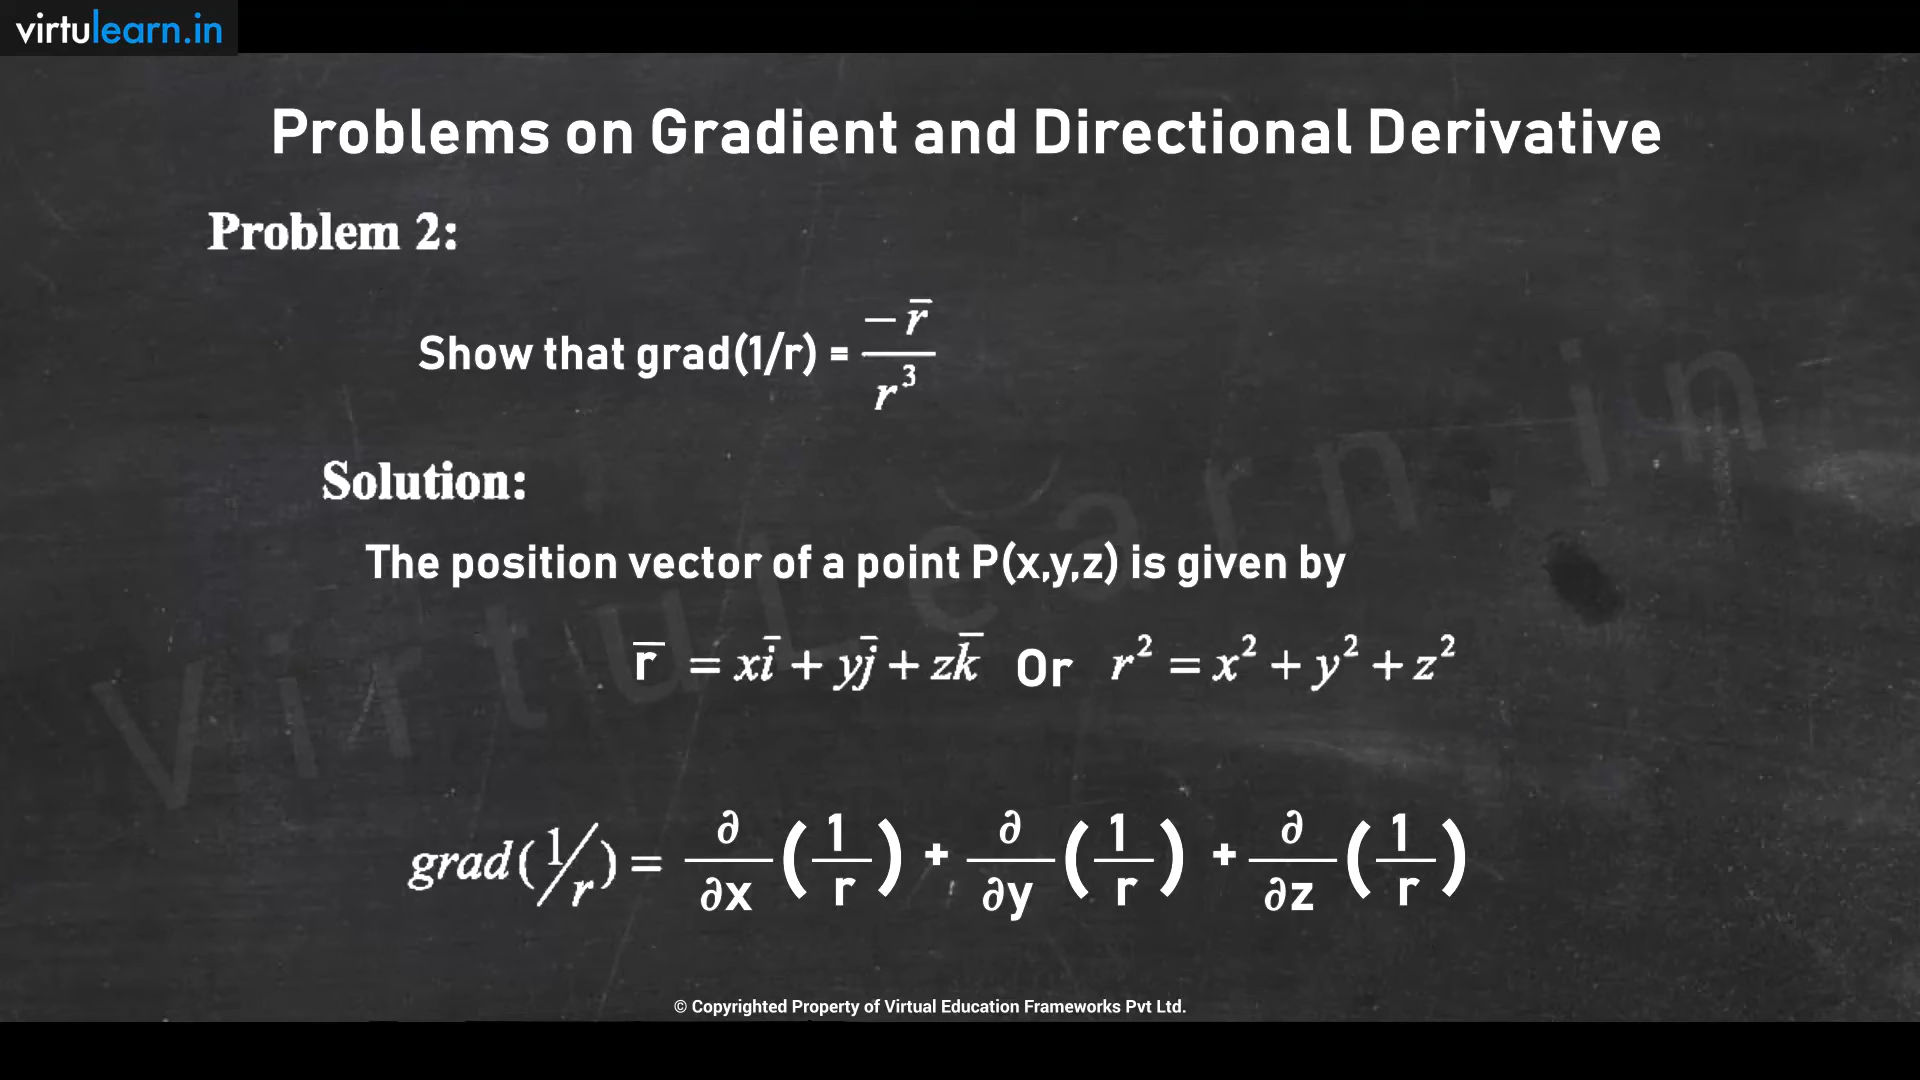 virtulearn.in
Problems on Gradient and Directional Derivative
Problem 2:
Show that grad(1/r) = −r̄ / r³
Solution:
The position vector of a point P(x,y,z) is given by
r̄ = xī + yj̄ + zk̄ Or r² = x² + y² + z²
grad(1/r) = ∂/∂x (1/r) + ∂/∂y (1/r) + ∂/∂z (1/r)
VirtuLearn.in
© Copyrighted Property of Virtual Education Frameworks Pvt Ltd.